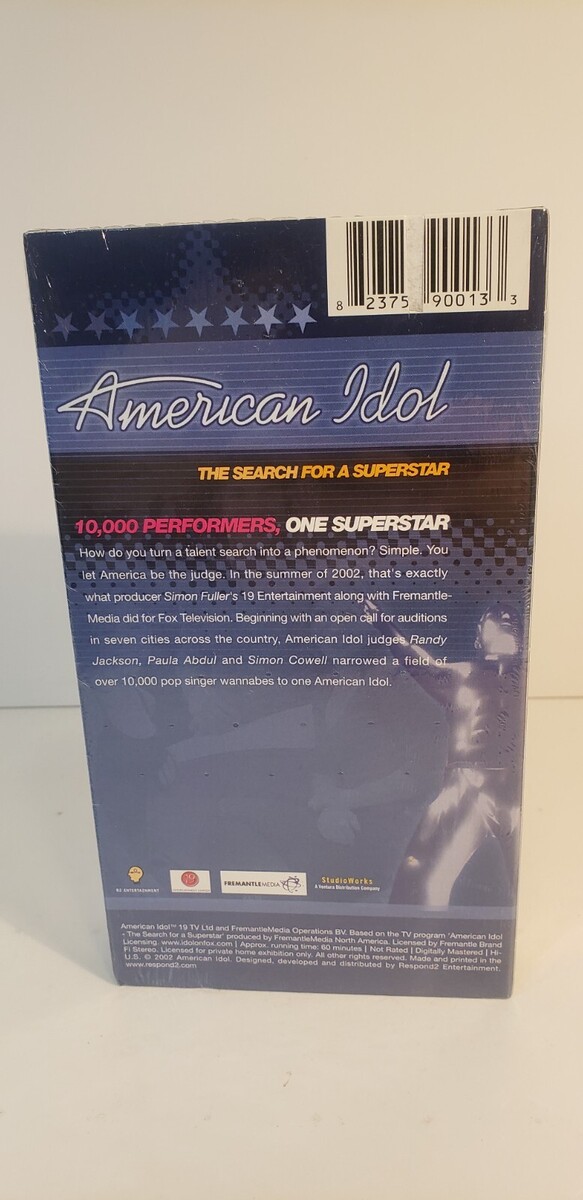 8 2375 90013 3
American Idol
THE SEARCH FOR A SUPERSTAR
10,000 PERFORMERS, ONE SUPERSTAR
How do you turn a talent search into a phenomenon? Simple. You
let America be the judge. In the summer of 2002, that's exactly
what producer Simon Fuller's 19 Entertainment along with Fremantle-
Media did for Fox Television. Beginning with an open call for auditions
in seven cities across the country, American Idol judges Randy
Jackson, Paula Abdul and Simon Cowell narrowed a field of
over 10,000 pop singer wannabes to one American Idol.
R2 ENTERTAINMENT
19
FREMANTLEMEDIA
StudioWorks
A Ventura Distribution Company
American Idol™ 19 TV Ltd and FremantleMedia Operations BV. Based on the TV program 'American Idol
- The Search for a Superstar' produced by FremantleMedia North America. Licensed by Fremantle Brand
Licensing. www.idolonfox.com | Approx. running time: 60 minutes | Not Rated | Digitally Mastered | Hi-
Fi Stereo. Licensed for private home exhibition only. All other rights reserved. Made and printed in the
U.S. © 2002 American Idol. Designed, developed and distributed by Respond2 Entertainment.
www.respond2.com